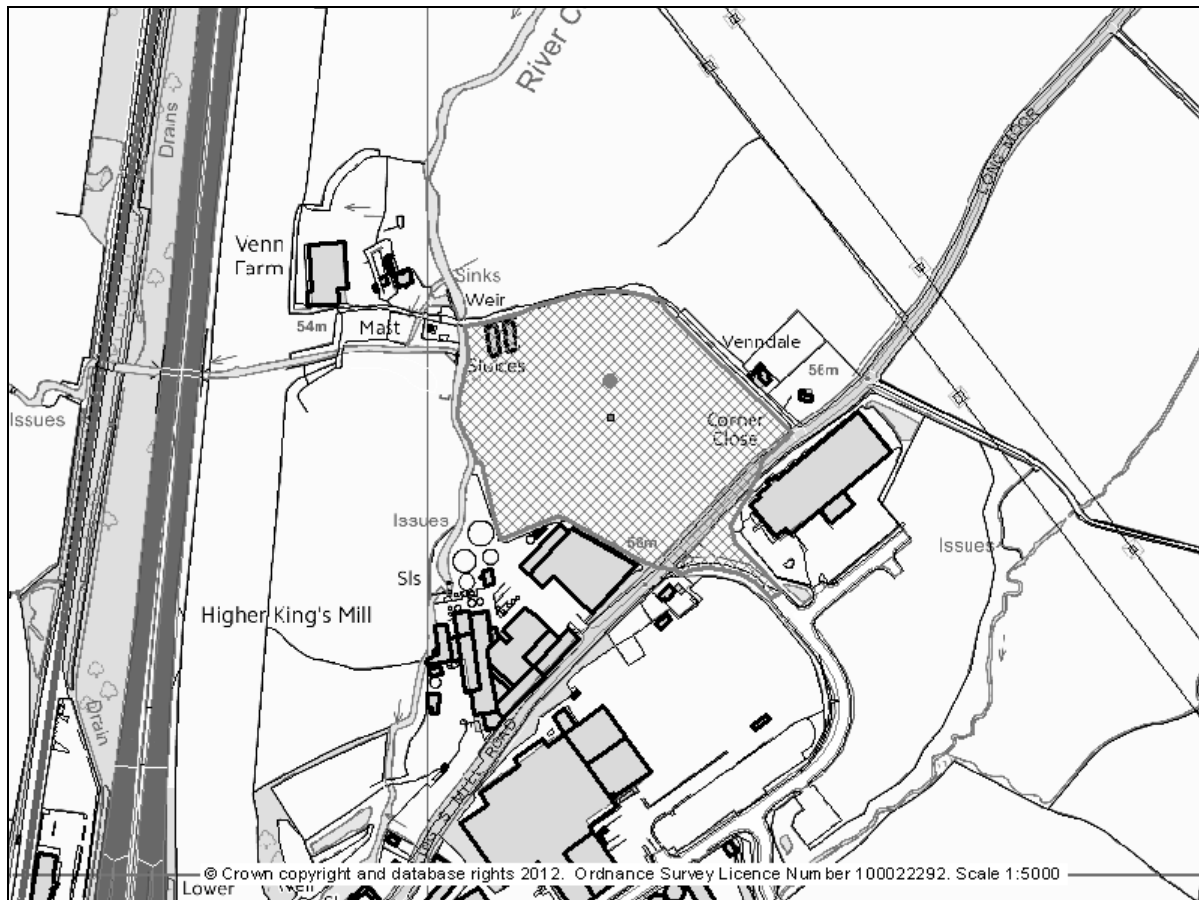 River C
Drains
LONG MOOR
Venn
Farm
Sinks
Weir
54m
Mast
Sluices
Venndale
56m
Corner
Close
Issues
Issues
56m
Issues
Sls
Higher King's Mill
Drain
MILL ROAD
© Crown copyright and database rights 2012. Ordnance Survey Licence Number 100022292. Scale 1:5000
Lower